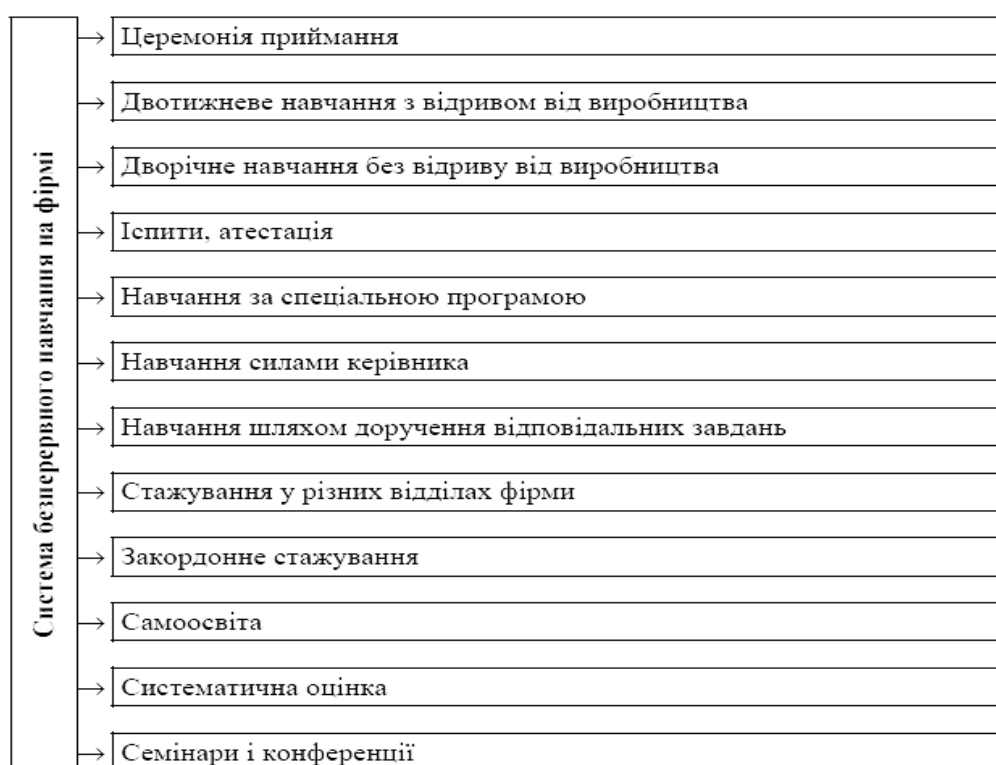 Система безперервного навчання на фірмі
Церемонія приймання
Двотижневе навчання з відривом від виробництва
Дворічне навчання без відриву від виробництва
Іспити, атестація
Навчання за спеціальною програмою
Навчання силами керівника
Навчання шляхом доручення відповідальних завдань
Стажування у різних відділах фірми
Закордонне стажування
Самоосвіта
Систематична оцінка
Семінари і конференції